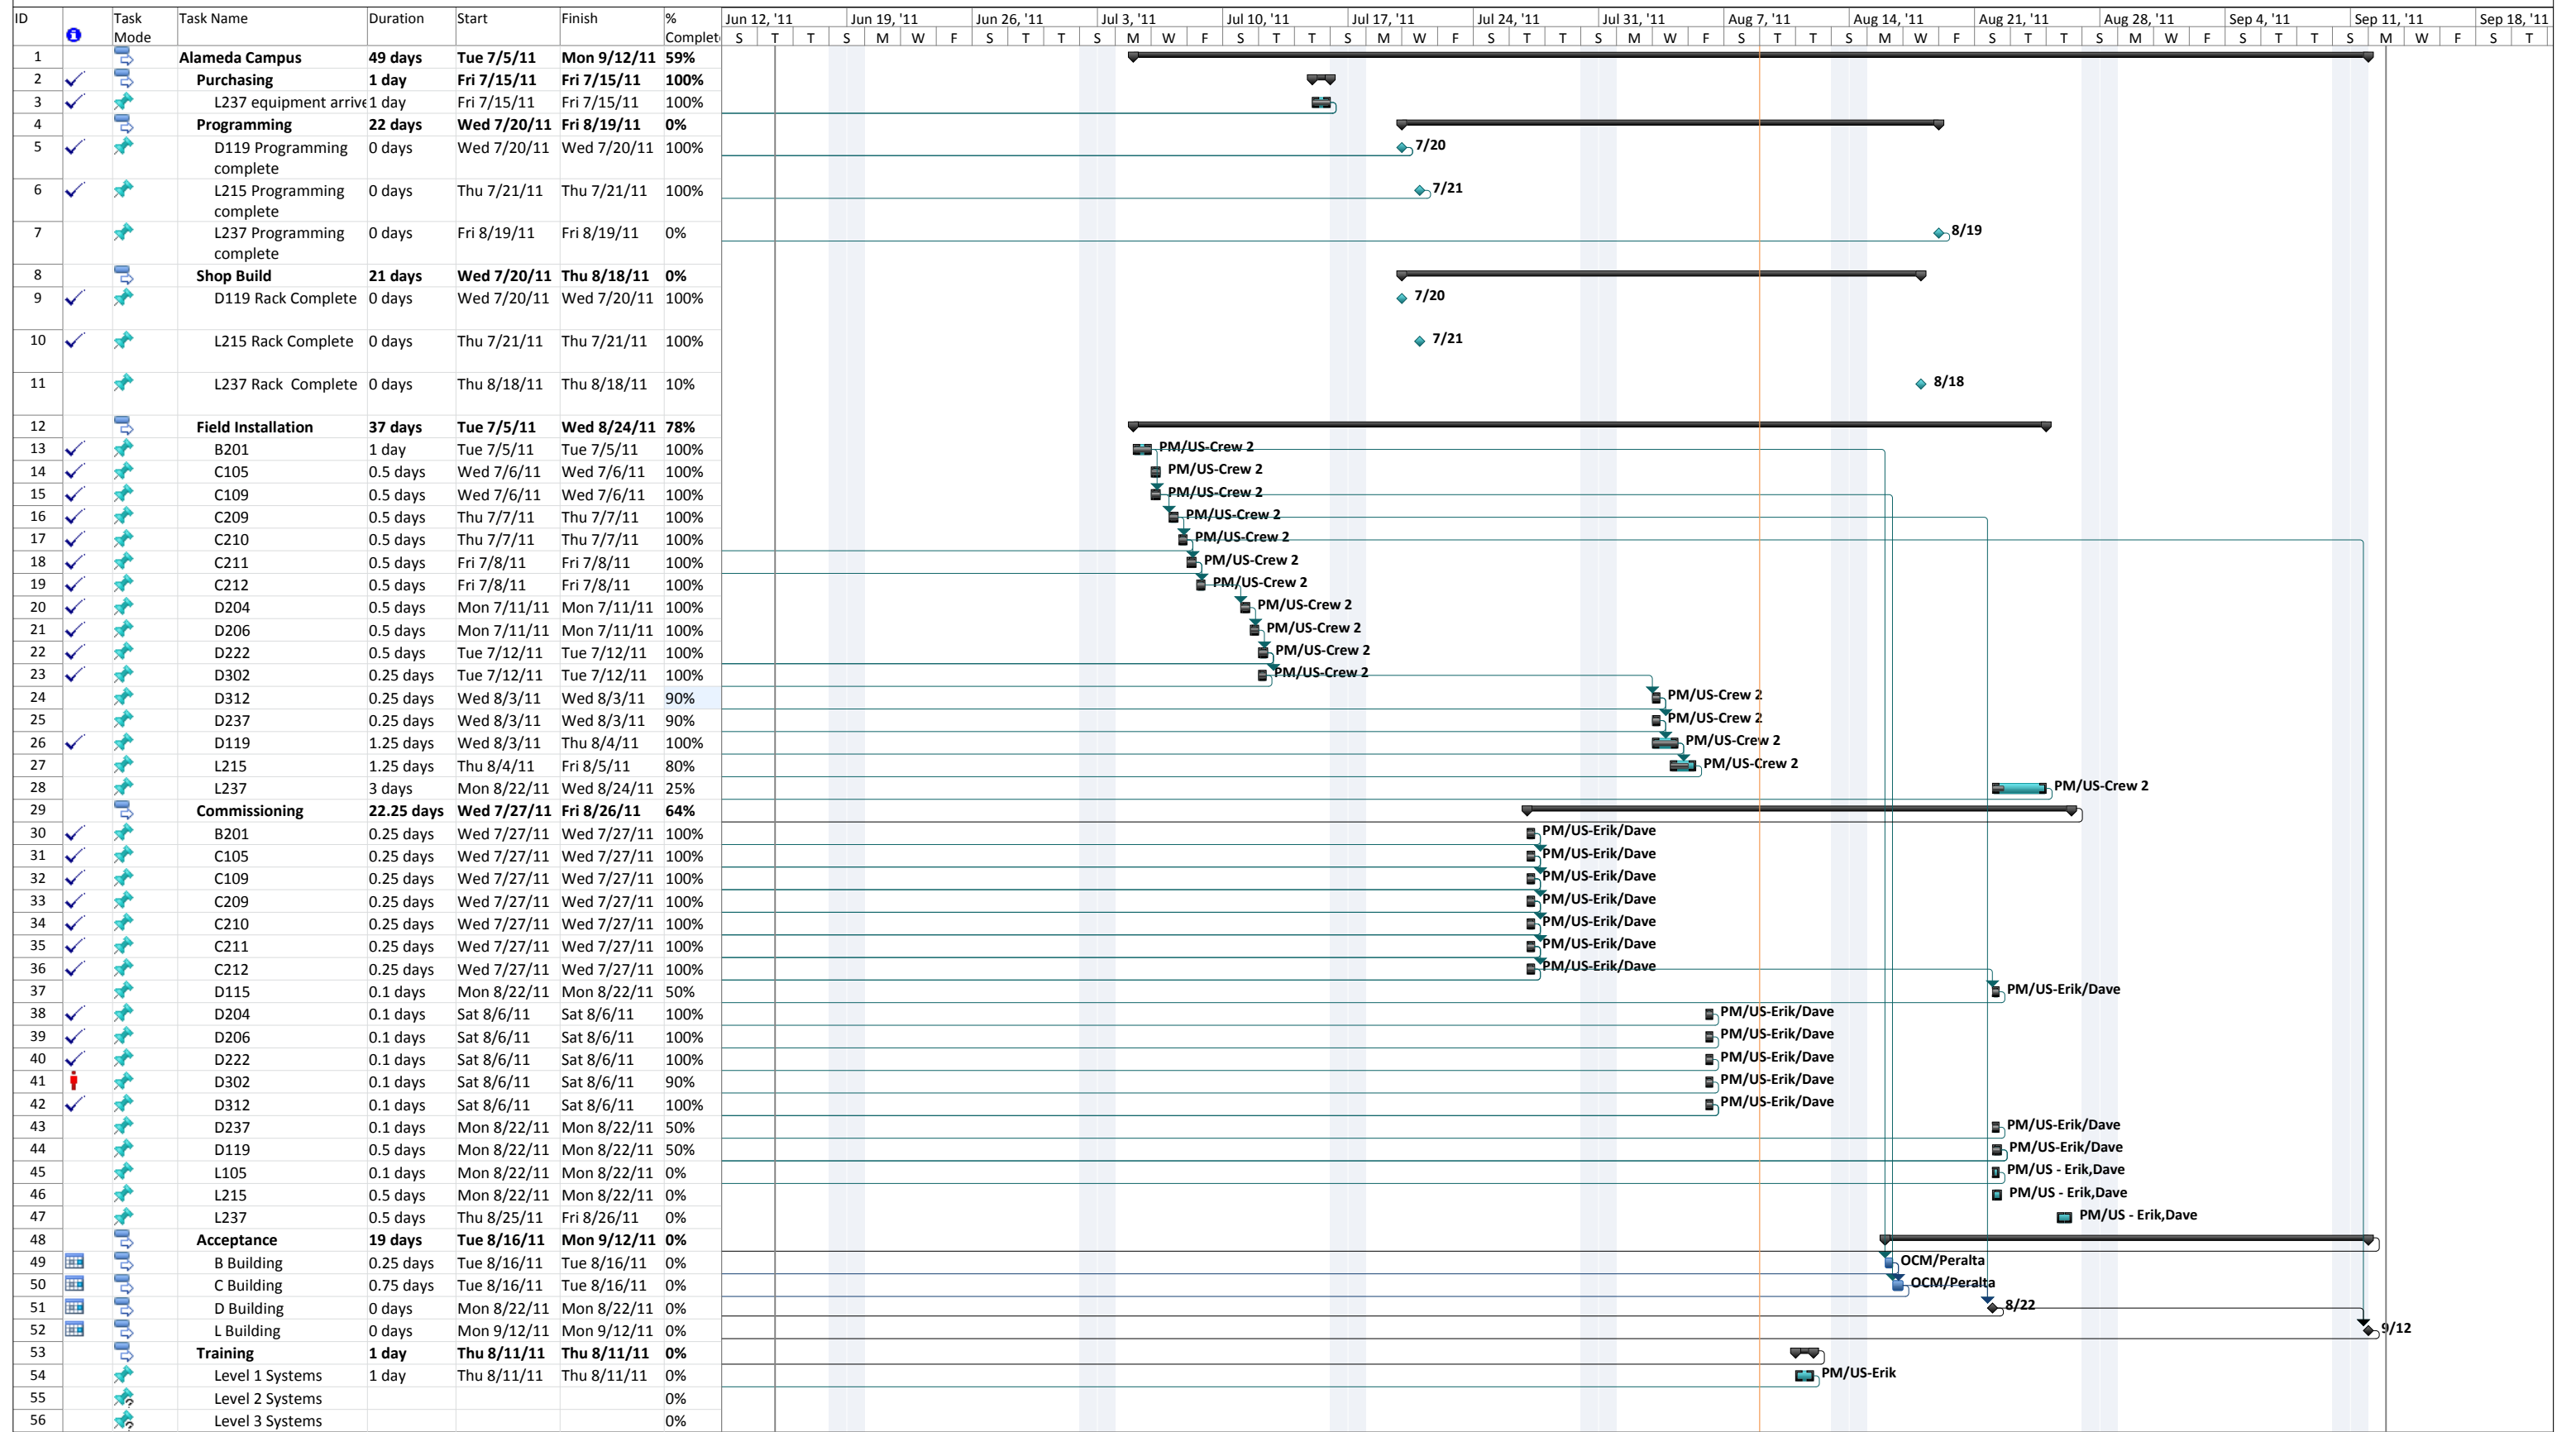 ID Task Mode Task Name Duration Start Finish % Complet Jun 12, '11 Jun 19, '11 Jun 26, '11 Jul 3, '11 Jul 10, '11 Jul 17, '11 Jul 24, '11 Jul 31, '11 Aug 7, '11 Aug 14, '11 Aug 21, '11 Aug 28, '11 Sep 4, '11 Sep 11, '11 Sep 18, '11
S T T S M W F S T T S M W F S T T S M W F S T T S M W F S T T S M W F S T T S M W F S T T S M W F S T
1 Alameda Campus 49 days Tue 7/5/11 Mon 9/12/11 59%
2 Purchasing 1 day Fri 7/15/11 Fri 7/15/11 100%
3 L237 equipment arrive 1 day Fri 7/15/11 Fri 7/15/11 100%
4 Programming 22 days Wed 7/20/11 Fri 8/19/11 0%
5 D119 Programming complete 0 days Wed 7/20/11 Wed 7/20/11 100% 7/20
6 L215 Programming complete 0 days Thu 7/21/11 Thu 7/21/11 100% 7/21
7 L237 Programming complete 0 days Fri 8/19/11 Fri 8/19/11 0% 8/19
8 Shop Build 21 days Wed 7/20/11 Thu 8/18/11 0%
9 D119 Rack Complete 0 days Wed 7/20/11 Wed 7/20/11 100% 7/20
10 L215 Rack Complete 0 days Thu 7/21/11 Thu 7/21/11 100% 7/21
11 L237 Rack Complete 0 days Thu 8/18/11 Thu 8/18/11 10% 8/18
12 Field Installation 37 days Tue 7/5/11 Wed 8/24/11 78%
13 B201 1 day Tue 7/5/11 Tue 7/5/11 100% PM/US-Crew 2
14 C105 0.5 days Wed 7/6/11 Wed 7/6/11 100% PM/US-Crew 2
15 C109 0.5 days Wed 7/6/11 Wed 7/6/11 100% PM/US-Crew 2
16 C209 0.5 days Thu 7/7/11 Thu 7/7/11 100% PM/US-Crew 2
17 C210 0.5 days Thu 7/7/11 Thu 7/7/11 100% PM/US-Crew 2
18 C211 0.5 days Fri 7/8/11 Fri 7/8/11 100% PM/US-Crew 2
19 C212 0.5 days Fri 7/8/11 Fri 7/8/11 100% PM/US-Crew 2
20 D204 0.5 days Mon 7/11/11 Mon 7/11/11 100% PM/US-Crew 2
21 D206 0.5 days Mon 7/11/11 Mon 7/11/11 100% PM/US-Crew 2
22 D222 0.5 days Tue 7/12/11 Tue 7/12/11 100% PM/US-Crew 2
23 D302 0.25 days Tue 7/12/11 Tue 7/12/11 100% PM/US-Crew 2
24 D312 0.25 days Wed 8/3/11 Wed 8/3/11 90% PM/US-Crew 2
25 D237 0.25 days Wed 8/3/11 Wed 8/3/11 90% PM/US-Crew 2
26 D119 1.25 days Wed 8/3/11 Thu 8/4/11 100% PM/US-Crew 2
27 L215 1.25 days Thu 8/4/11 Fri 8/5/11 80% PM/US-Crew 2
28 L237 3 days Mon 8/22/11 Wed 8/24/11 25% PM/US-Crew 2
29 Commissioning 22.25 days Wed 7/27/11 Fri 8/26/11 64%
30 B201 0.25 days Wed 7/27/11 Wed 7/27/11 100% PM/US-Erik/Dave
31 C105 0.25 days Wed 7/27/11 Wed 7/27/11 100% PM/US-Erik/Dave
32 C109 0.25 days Wed 7/27/11 Wed 7/27/11 100% PM/US-Erik/Dave
33 C209 0.25 days Wed 7/27/11 Wed 7/27/11 100% PM/US-Erik/Dave
34 C210 0.25 days Wed 7/27/11 Wed 7/27/11 100% PM/US-Erik/Dave
35 C211 0.25 days Wed 7/27/11 Wed 7/27/11 100% PM/US-Erik/Dave
36 C212 0.25 days Wed 7/27/11 Wed 7/27/11 100% PM/US-Erik/Dave
37 D115 0.1 days Mon 8/22/11 Mon 8/22/11 50% PM/US-Erik/Dave
38 D204 0.1 days Sat 8/6/11 Sat 8/6/11 100% PM/US-Erik/Dave
39 D206 0.1 days Sat 8/6/11 Sat 8/6/11 100% PM/US-Erik/Dave
40 D222 0.1 days Sat 8/6/11 Sat 8/6/11 100% PM/US-Erik/Dave
41 D302 0.1 days Sat 8/6/11 Sat 8/6/11 90% PM/US-Erik/Dave
42 D312 0.1 days Sat 8/6/11 Sat 8/6/11 100% PM/US-Erik/Dave
43 D237 0.1 days Mon 8/22/11 Mon 8/22/11 50% PM/US-Erik/Dave
44 D119 0.5 days Mon 8/22/11 Mon 8/22/11 50% PM/US-Erik/Dave
45 L105 0.1 days Mon 8/22/11 Mon 8/22/11 0% PM/US - Erik,Dave
46 L215 0.5 days Mon 8/22/11 Mon 8/22/11 0% PM/US - Erik,Dave
47 L237 0.5 days Thu 8/25/11 Fri 8/26/11 0% PM/US - Erik,Dave
48 Acceptance 19 days Tue 8/16/11 Mon 9/12/11 0%
49 B Building 0.25 days Tue 8/16/11 Tue 8/16/11 0% OCM/Peralta
50 C Building 0.75 days Tue 8/16/11 Tue 8/16/11 0% OCM/Peralta
51 D Building 0 days Mon 8/22/11 Mon 8/22/11 0% 8/22
52 L Building 0 days Mon 9/12/11 Mon 9/12/11 0% 9/12
53 Training 1 day Thu 8/11/11 Thu 8/11/11 0%
54 Level 1 Systems 1 day Thu 8/11/11 Thu 8/11/11 0% PM/US-Erik
55 Level 2 Systems 0%
56 Level 3 Systems 0%